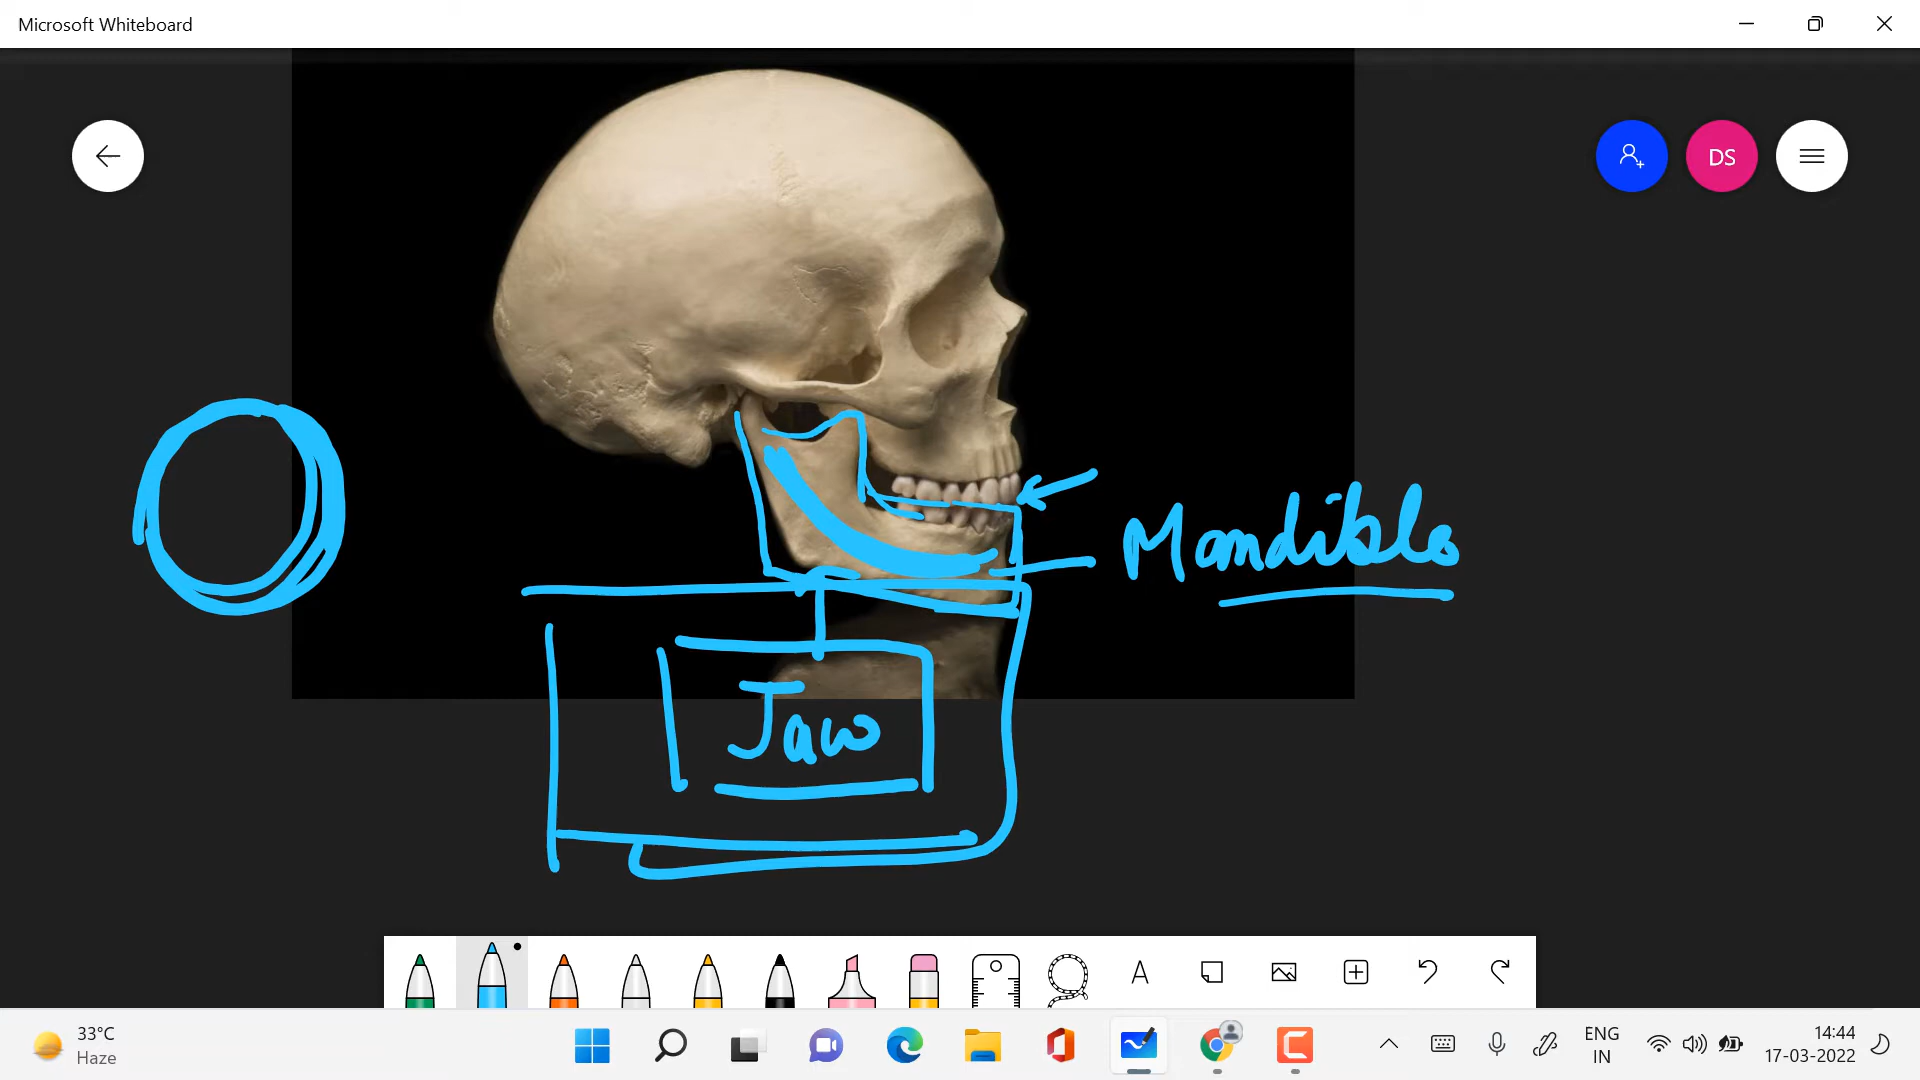 Microsoft Whiteboard
DS
Mandible
Jaw
A
33°C
Haze
ENG
IN
14:44
17-03-2022